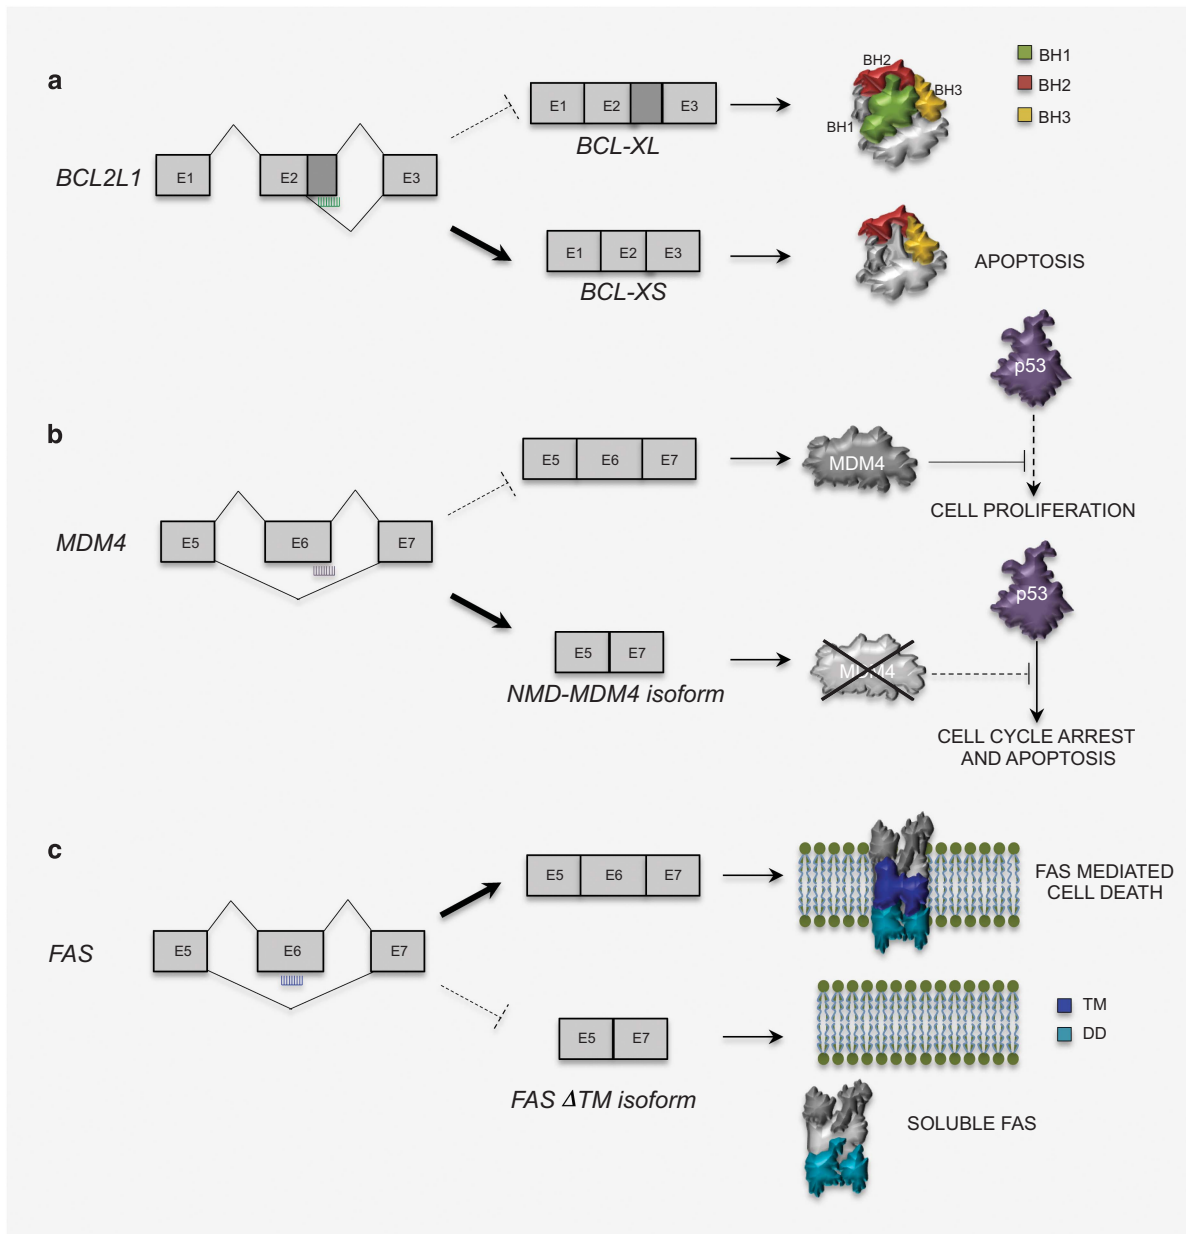 a
BCL2L1
E1
E2
E3
E1
E2
E3
BCL-XL
BH2
BH3
BH1
BH1
BH2
BH3
E1
E2
E3
BCL-XS
APOPTOSIS
b
MDM4
E5
E6
E7
E5
E6
E7
MDM4
p53
CELL PROLIFERATION
E5
E7
NMD-MDM4 isoform
MDM4
p53
CELL CYCLE ARREST
AND APOPTOSIS
c
FAS
E5
E6
E7
E5
E6
E7
FAS MEDIATED
CELL DEATH
E5
E7
FAS ΔTM isoform
TM
DD
SOLUBLE FAS